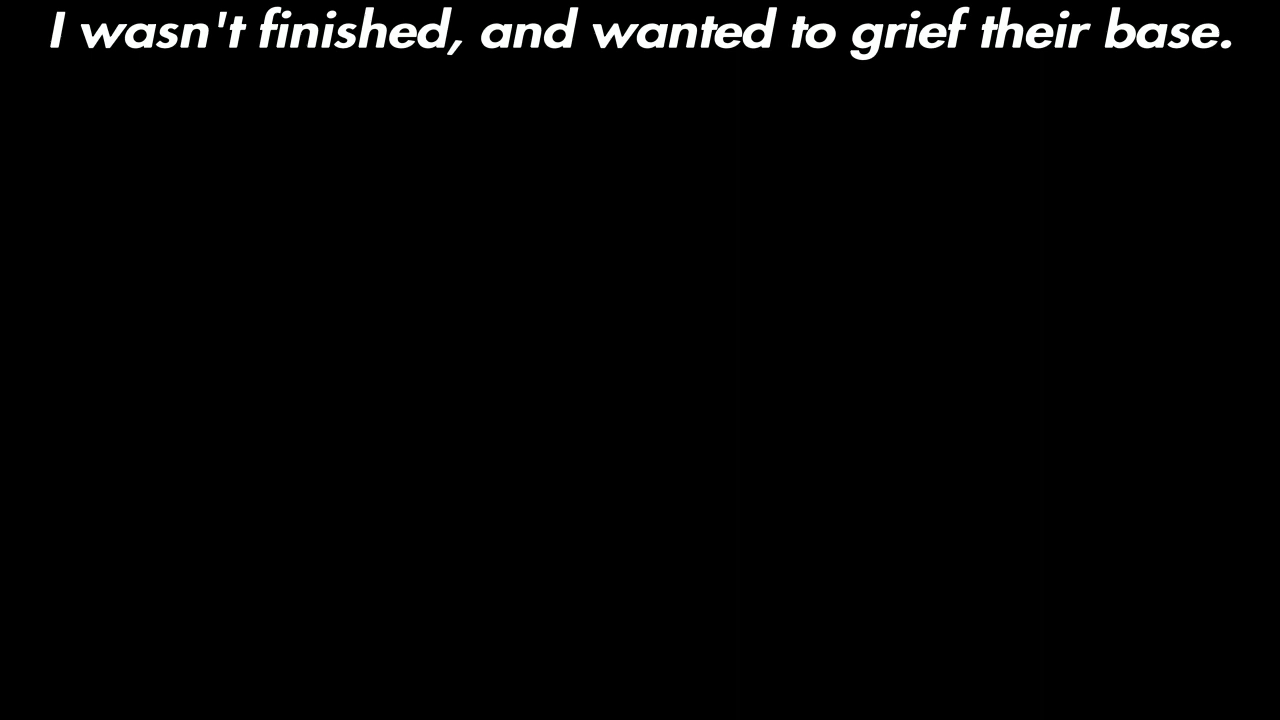 I wasn't finished, and wanted to grief their base.